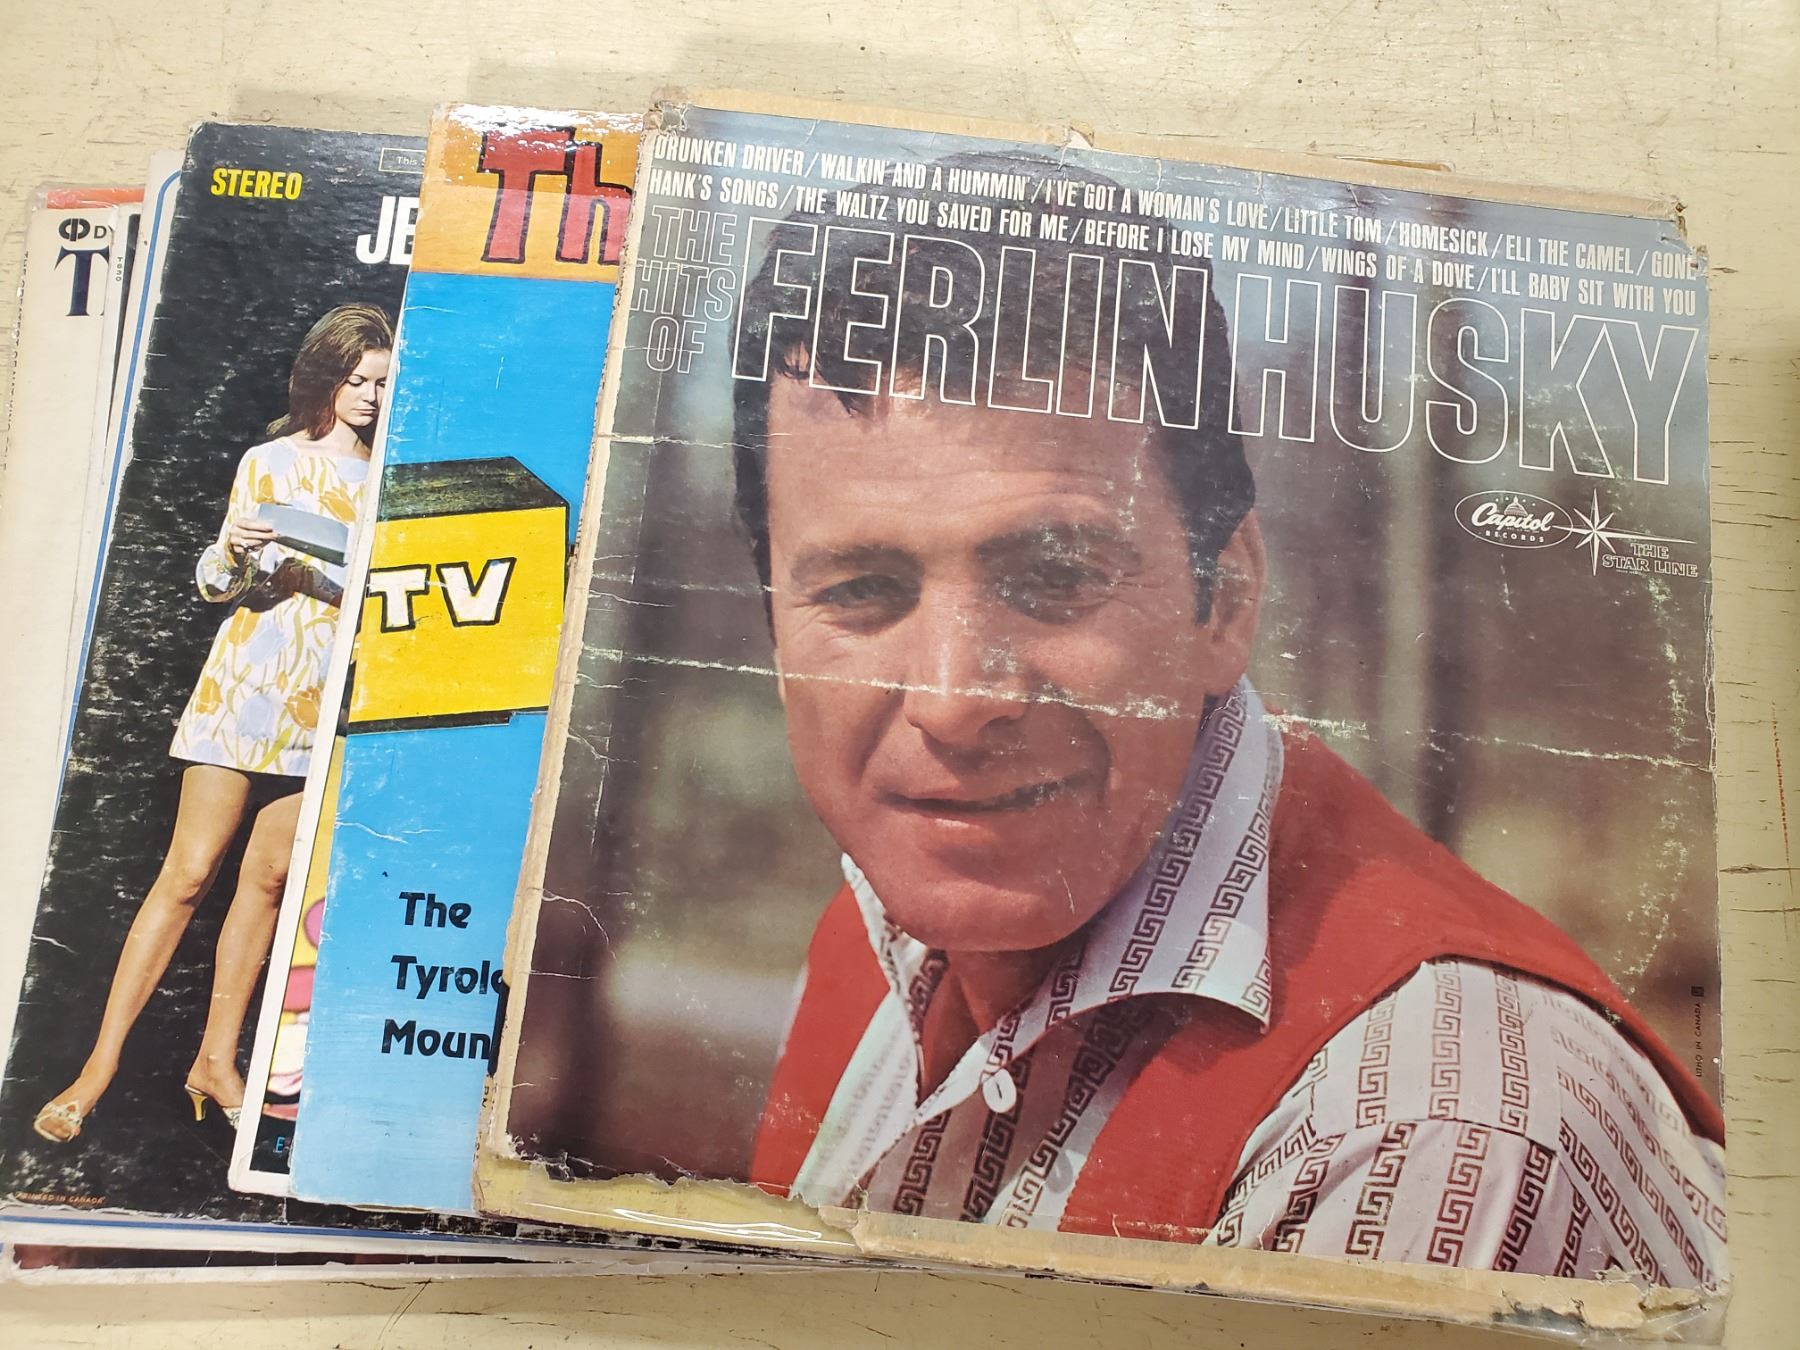 DRUNKEN DRIVER/WALKIN' AND A HUMMIN'/I'VE GOT A WOMAN'S LOVE/LITTLE TOM/HOMESICK/ELI THE CAMEL/GONE
HANK'S SONGS/THE WALTZ YOU SAVED FOR ME/BEFORE I LOSE MY MIND/WINGS OF A DOVE/I'LL BABY SIT WITH YOU
THE
HITS
OF
FERLIN HUSKY
Capitol
RECORDS
THE
STAR LINE
LITHO IN CANADA
Th
TV
The
Tyrol
Moun
This
STEREO
JE
PRINTED IN CANADA
E
DY
T